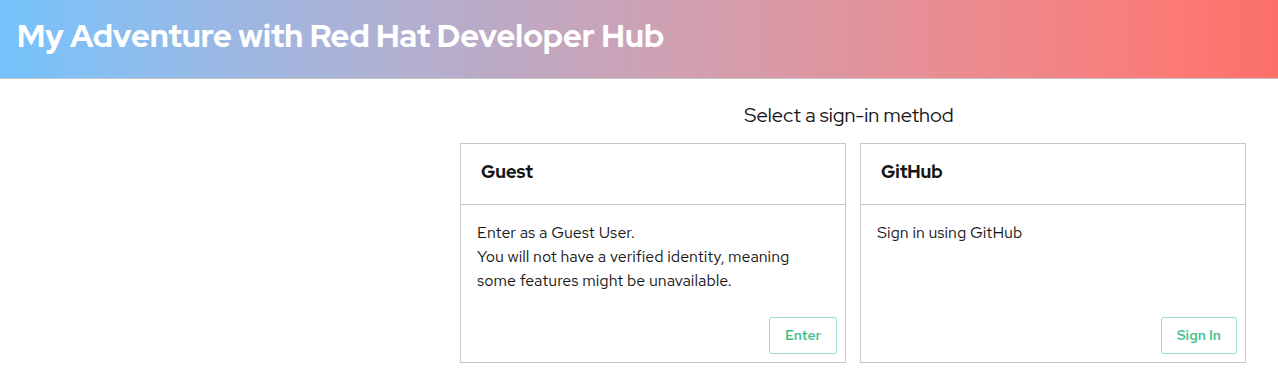 My Adventure with Red Hat Developer Hub
Select a sign-in method
Guest
Enter as a Guest User.
You will not have a verified identity, meaning
some features might be unavailable.
Enter
GitHub
Sign in using GitHub
Sign In